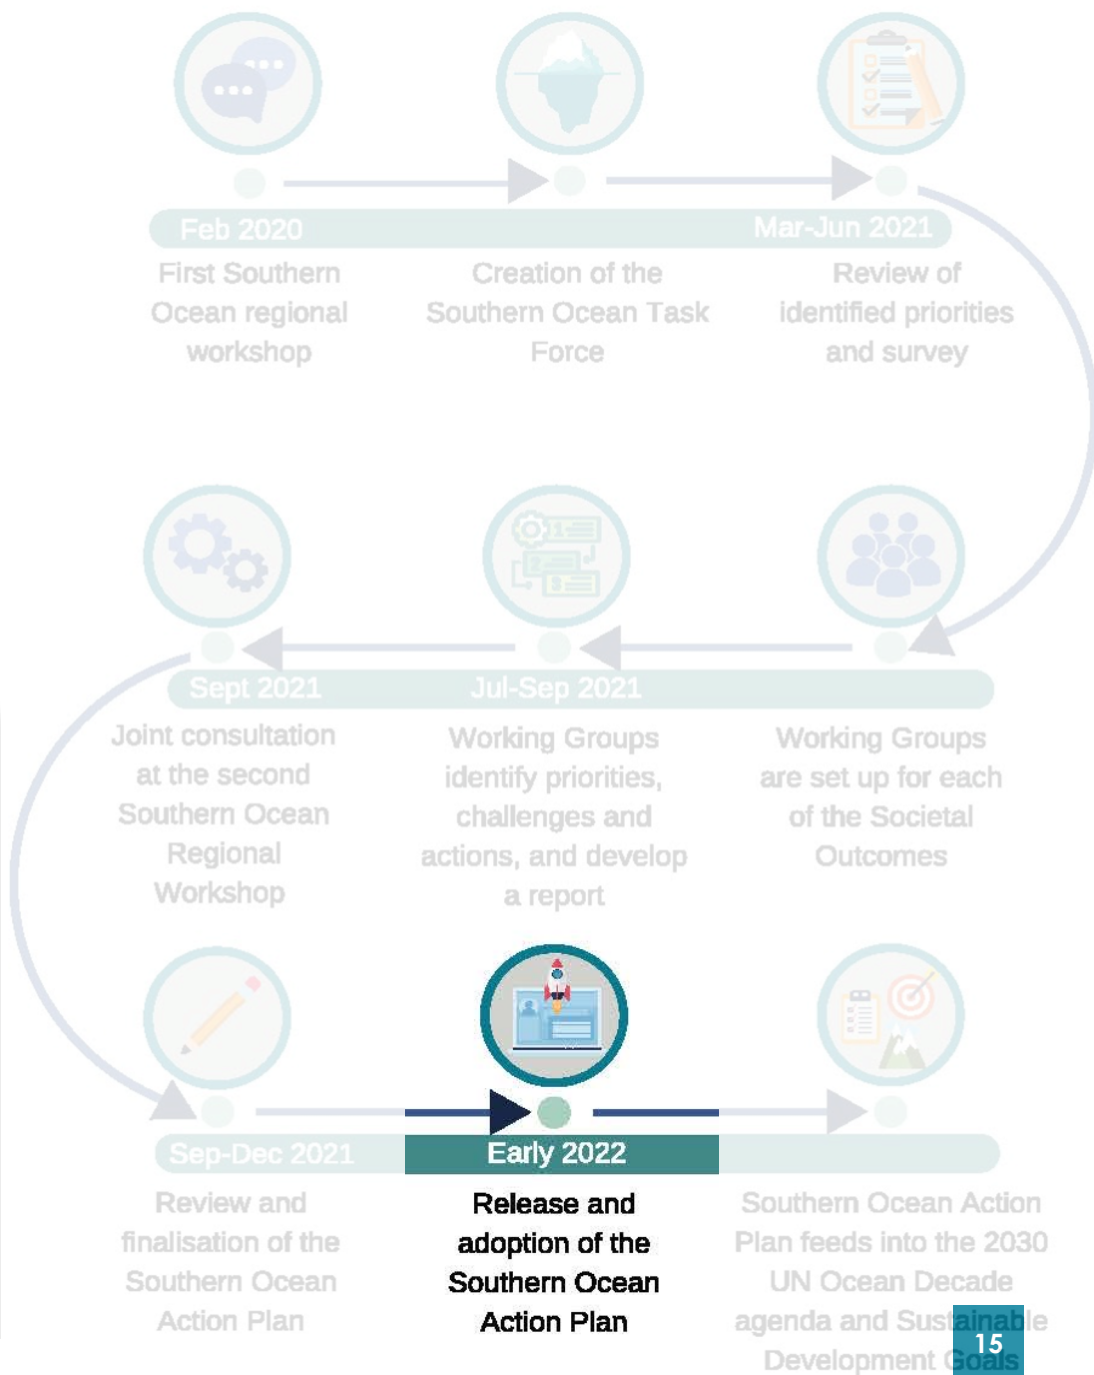 Feb 2020
Mar-Jun 2021
First Southern
Ocean regional
workshop
Creation of the
Southern Ocean Task
Force
Review of
identified priorities
and survey
1
2
3
Sept 2021
Jul-Sep 2021
Joint consultation
at the second
Southern Ocean
Regional
Workshop
Working Groups
identify priorities,
challenges and
actions, and develop
a report
Working Groups
are set up for each
of the Societal
Outcomes
Sep-Dec 2021
Early 2022
Review and
finalisation of the
Southern Ocean
Action Plan
Release and
adoption of the
Southern Ocean
Action Plan
Southern Ocean Action
Plan feeds into the 2030
UN Ocean Decade
agenda and Sustainable
Development Goals
15